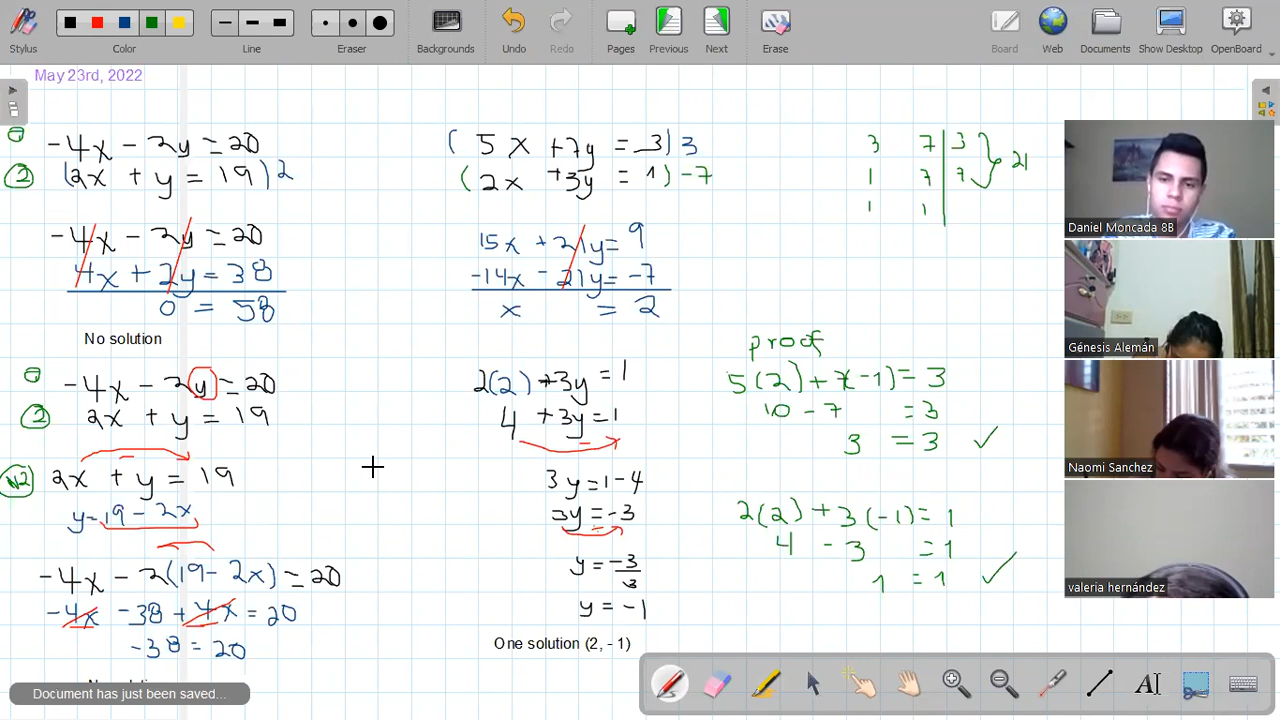 Stylus Color Line Eraser Backgrounds Undo Redo Pages Previous Next Erase Board Web Documents Show Desktop OpenBoard
May 23rd, 2022
-4x - 2y = 20
(2x + y = 19)2
2
-4x - 2y = 20
4x + 2y = 38
0 = 58
No solution
-4x - 2y = 20
2 2x + y = 19
2x + y = 19
y = 19 - 2x
-4x - 2(19 - 2x) = 20
-4x - 38 + 4x = 20
-38 = 20
Document has just been saved...
(5x + 7y = 3)3
(2x + 3y = 1)-7
15x + 21y = 9
-14x - 21y = -7
x = 2
2(2) + 3y = 1
4 + 3y = 1
3y = 1 - 4
3y = -3
y = -3/3
y = -1
One solution (2, - 1)
3 7 3
1 7 7
1 1
21
proof
5(2) + 7(-1) = 3
10 - 7 = 3
3 = 3 ✓
2(2) + 3(-1) = 1
4 - 3 = 1
1 = 1 ✓
Daniel Moncada 8B
Génesis Alemán
Naomi Sanchez
valeria hernández